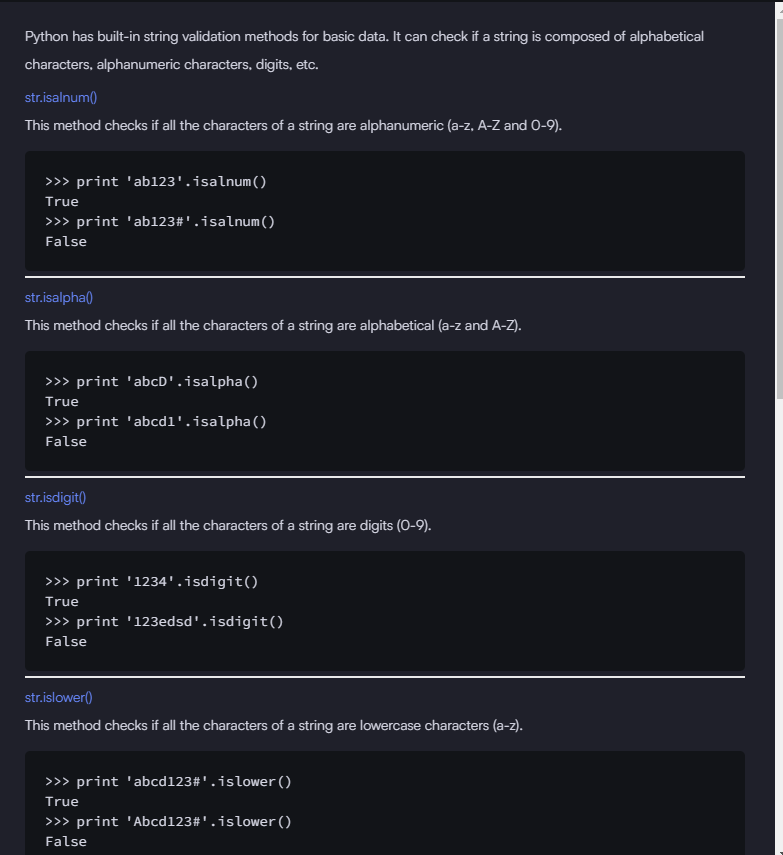 Python has built-in string validation methods for basic data. It can check if a string is composed of alphabetical
characters, alphanumeric characters, digits, etc.
str.isalnum()
This method checks if all the characters of a string are alphanumeric (a-z, A-Z and 0-9).
>>> print 'ab123'.isalnum()
True
>>> print 'ab123#'.isalnum()
False
str.isalpha()
This method checks if all the characters of a string are alphabetical (a-z and A-Z).
>>> print 'abcD'.isalpha()
True
>>> print 'abcd1'.isalpha()
False
str.isdigit()
This method checks if all the characters of a string are digits (0-9).
>>> print '1234'.isdigit()
True
>>> print '123edsd'.isdigit()
False
str.islower()
This method checks if all the characters of a string are lowercase characters (a-z).
>>> print 'abcd123#'.islower()
True
>>> print 'Abcd123#'.islower()
False